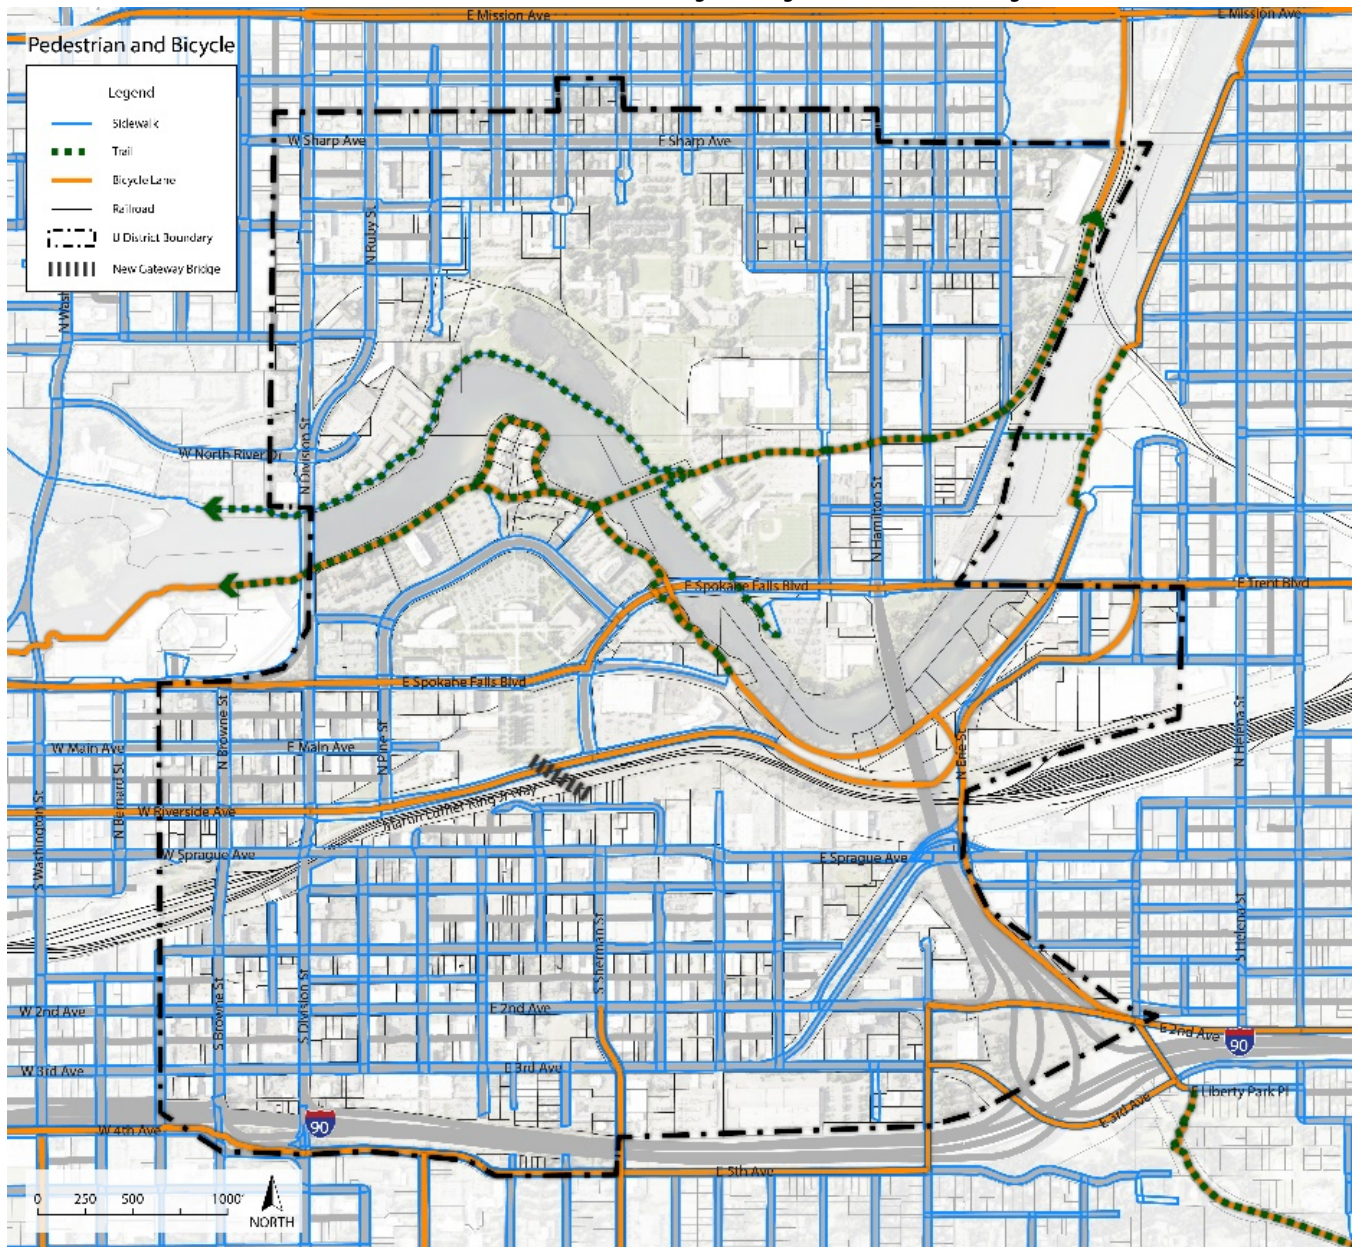 E Mission Ave
E Mission Ave
Pedestrian and Bicycle
Legend
Sidewalk
Trail
Bicycle Lane
Railroad
U District Boundary
New Gateway Bridge
W Sharp Ave
E Sharp Ave
N Ruby St
N Wash
N Division St
W North River Dr
N Hamilton St
E Spokane Falls Blvd
E Trent Blvd
E Spokane Falls Blvd
N Browne St
N Pine St
N Erie St
N Helena St
W Main Ave
E Main Ave
N Bernard St
W Riverside Ave
Martin Luther King Jr Way
S Washington St
W Sprague Ave
E Sprague Ave
S Sherman St
S Helena St
S Browne St
S Division St
W 2nd Ave
E 2nd Ave
E 2nd Ave
90
W 3rd Ave
E 3rd Ave
E Liberty Park Pl
E 3rd Ave
90
W 4th Ave
E 5th Ave
0 250 500 1000'
NORTH